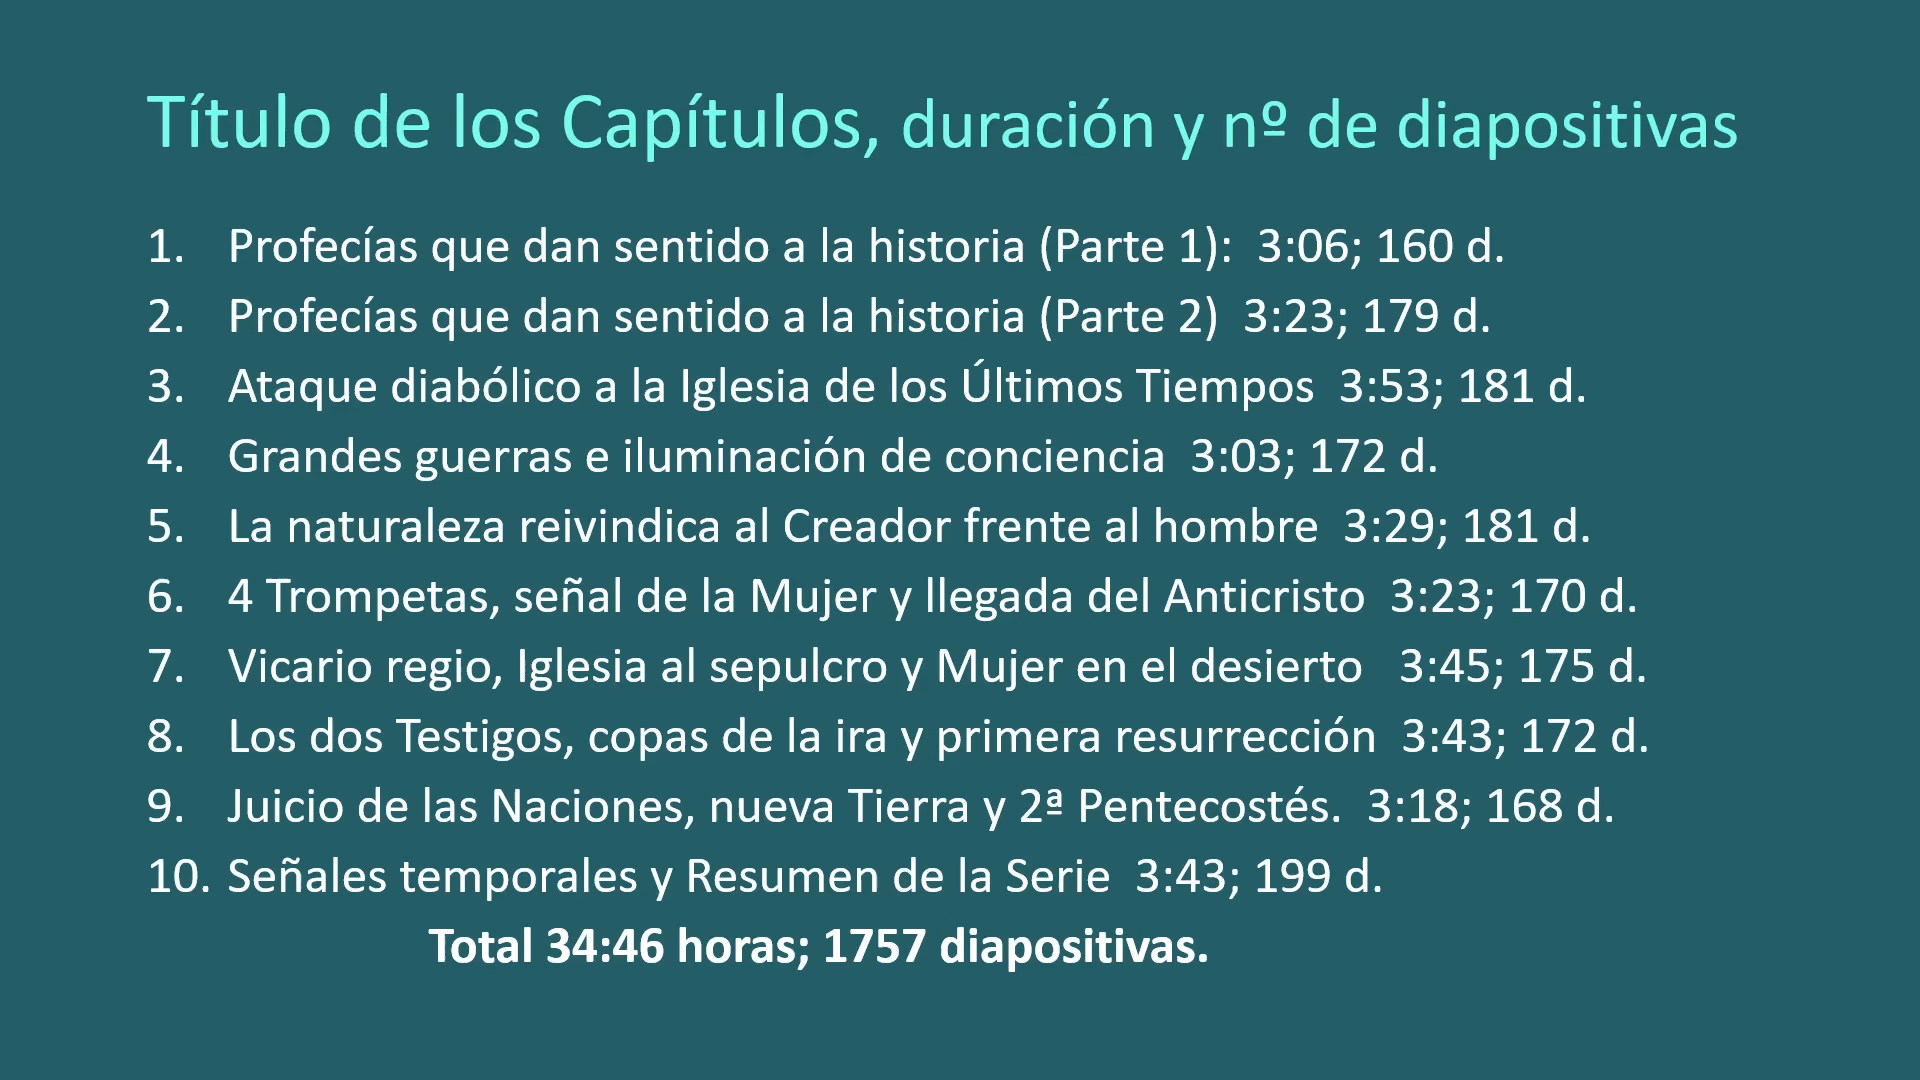 Título de los Capítulos, duración y nº de diapositivas
1. Profecías que dan sentido a la historia (Parte 1): 3:06; 160 d.
2. Profecías que dan sentido a la historia (Parte 2) 3:23; 179 d.
3. Ataque diabólico a la Iglesia de los Últimos Tiempos 3:53; 181 d.
4. Grandes guerras e iluminación de conciencia 3:03; 172 d.
5. La naturaleza reivindica al Creador frente al hombre 3:29; 181 d.
6. 4 Trompetas, señal de la Mujer y llegada del Anticristo 3:23; 170 d.
7. Vicario regio, Iglesia al sepulcro y Mujer en el desierto 3:45; 175 d.
8. Los dos Testigos, copas de la ira y primera resurrección 3:43; 172 d.
9. Juicio de las Naciones, nueva Tierra y 2ª Pentecostés. 3:18; 168 d.
10. Señales temporales y Resumen de la Serie 3:43; 199 d.
Total 34:46 horas; 1757 diapositivas.